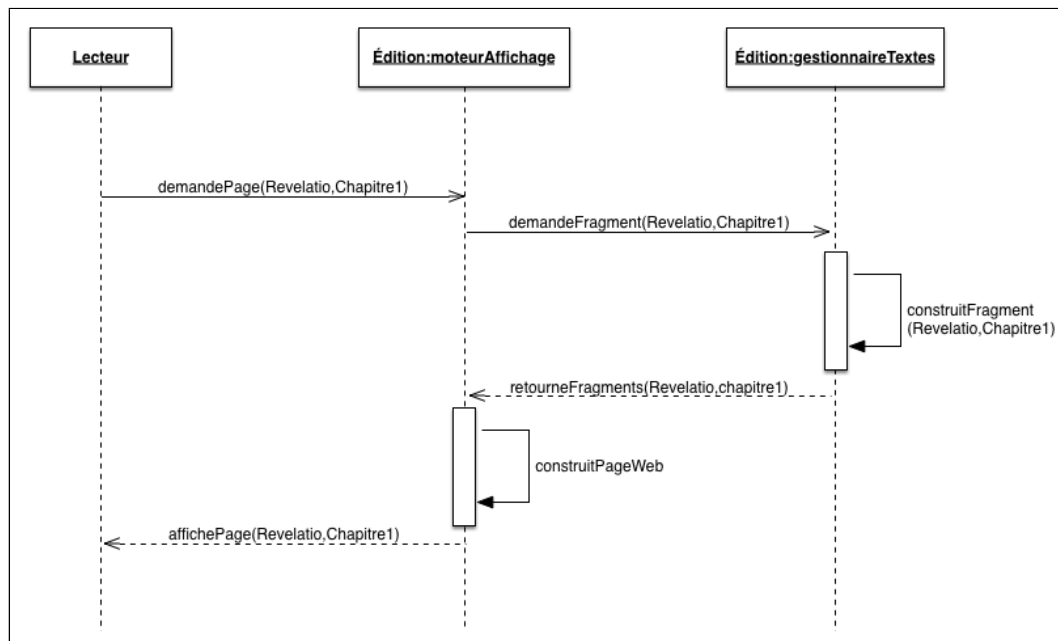 Lecteur
Édition:moteurAffichage
Édition:gestionnaireTextes
demandePage(Revelatio,Chapitre1)
demandeFragment(Revelatio,Chapitre1)
construitFragment
(Revelatio,Chapitre1)
retourneFragments(Revelatio,chapitre1)
construitPageWeb
affichePage(Revelatio,Chapitre1)